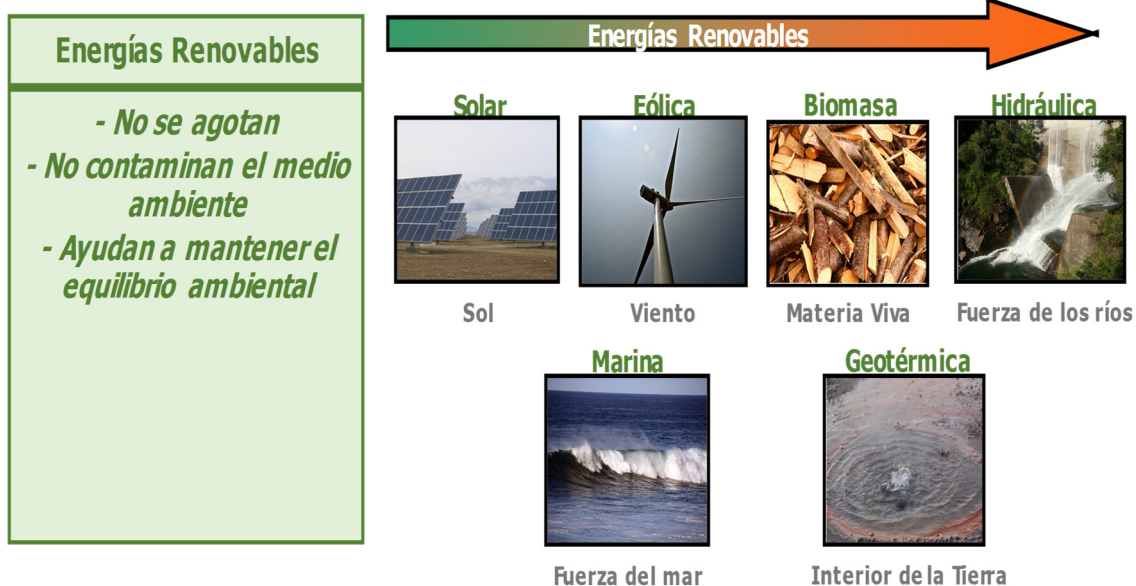 Energías Renovables
- No se agotan
- No contaminan el medio
ambiente
- Ayudan a mantener el
equilibrio ambiental
Energías Renovables
Solar
Eólica
Biomasa
Hidráulica
Sol
Viento
Materia Viva
Fuerza de los ríos
Marina
Geotérmica
Fuerza del mar
Interior de la Tierra